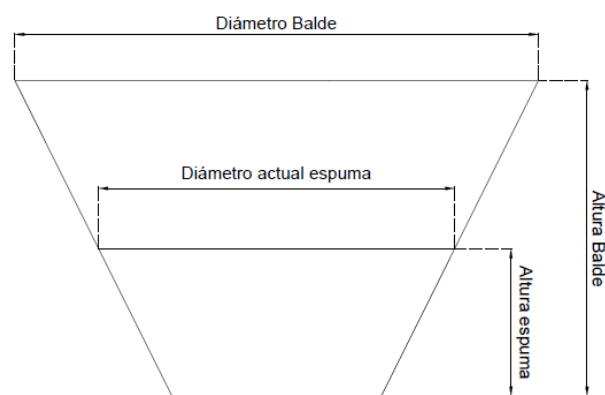 Diámetro Balde
Diámetro actual espuma
Altura Balde
Altura espuma